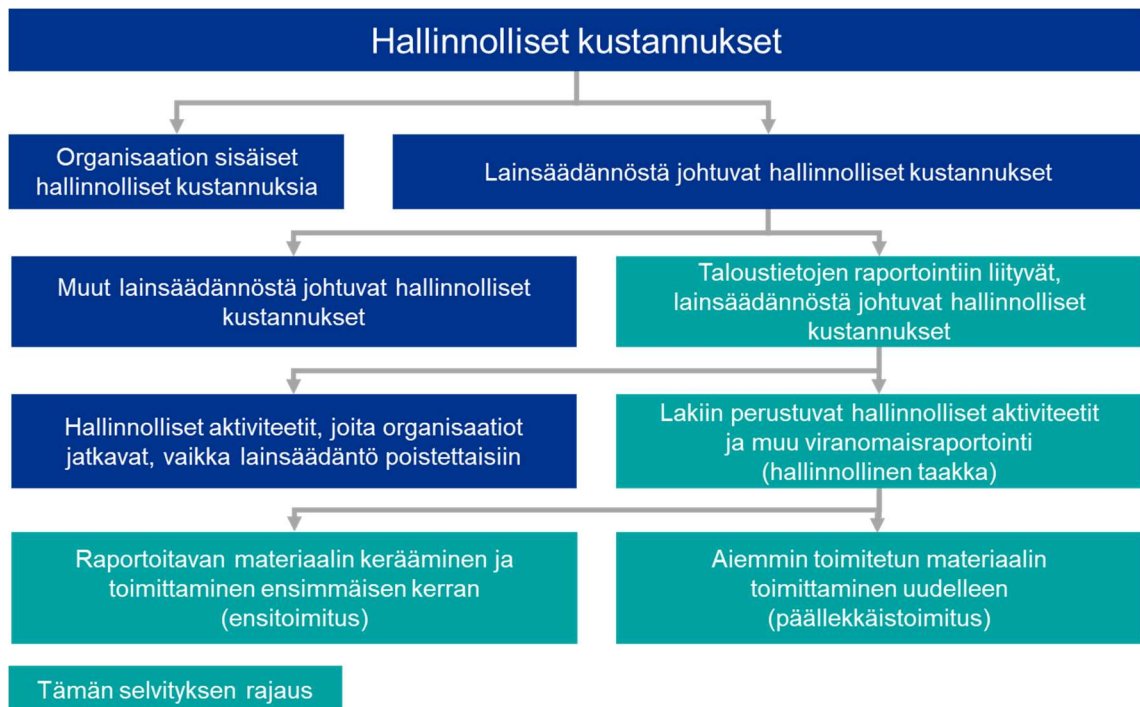 Hallinnolliset kustannukset
Organisaation sisäiset
hallinnolliset kustannuksia
Lainsäädännöstä johtuvat hallinnolliset kustannukset
Muut lainsäädännöstä johtuvat hallinnolliset
kustannukset
Taloustietojen raportointiin liityvät,
lainsäädännöstä johtuvat hallinnolliset
kustannukset
Hallinnolliset aktiviteetit, joita organisaatiot
jatkavat, vaikka lainsäädäntö poistettaisiin
Lakiin perustuvat hallinnolliset aktiviteetit
ja muu viranomaisraportointi
(hallinnollinen taakka)
Raportoitavan materiaalin kerääminen ja
toimittaminen ensimmäisen kerran
(ensitoimitus)
Aiemmin toimitetun materiaalin
toimittaminen uudelleen
(päällekkäistoimitus)
Tämän selvityksen rajaus